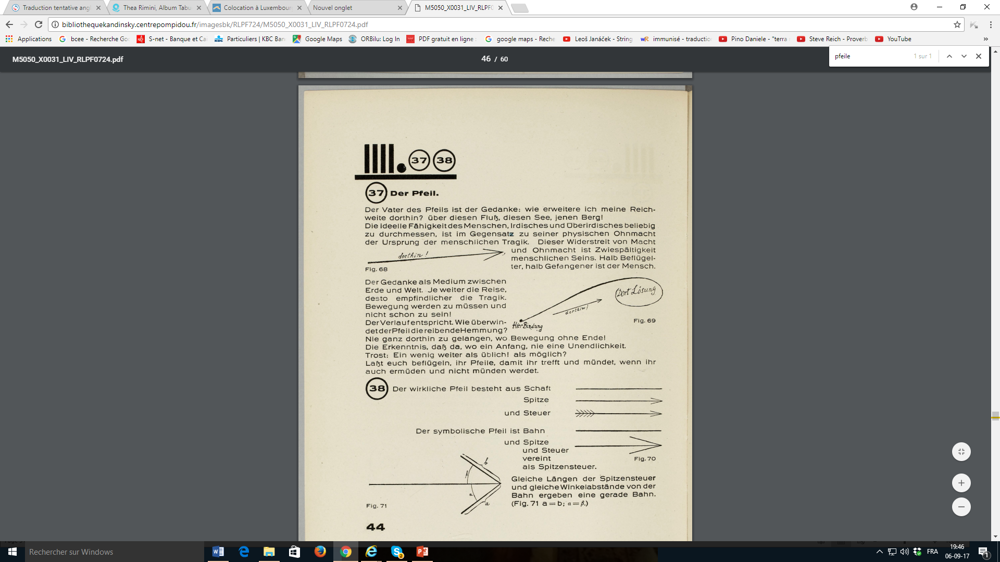 Traduction tentative ang
Thea Rimini, Album Tabu
Colocation à Luxembour
Nouvel onglet
M5050_X0031_LIV_RLPF0
bibliothequekandinsky.centrepompidou.fr/imagesbk/RLPF724/M5050_X0031_LIV_RLPF0724.pdf
Applications
bcee - Recherche Go
S-net - Banque et Ca
Particuliers | KBC Ban
Google Maps
ORBilu: Log In
PDF gratuit en ligne :
google maps - Reche
Leoš Janáček - String
immunisé - traductio
Pino Daniele - "terra
Steve Reich - Proverb
YouTube
M5050_X0031_LIV_RLPF0724.pdf
46 / 60
pfeile
1 sur 1
37 38
37 Der Pfeil.
Der Vater des Pfeils ist der Gedanke: wie erweitere ich meine Reich-
weite dorthin? über diesen Fluß, diesen See, jenen Berg!
Die ideelle Fähigkeit des Menschen, Irdisches und Überirdisches beliebig
zu durchmessen, ist im Gegensatz zu seiner physischen Ohnmacht
der Ursprung der menschlichen Tragik. Dieser Widerstreit von Macht
und Ohnmacht ist Zwiespältigkeit
menschlichen Seins. Halb Beflügel-
ter, halb Gefangener ist der Mensch.
dorthin!
Fig. 68
Der Gedanke als Medium zwischen
Erde und Welt. Je weiter die Reise,
desto empfindlicher die Tragik.
Bewegung werden zu müssen und
nicht schon zu sein!
Der Verlauf entspricht. Wie überwin-
det der Pfeil die reibende Hemmung?
Dort Lösung
dorthin!
Hier Bindung
Fig. 69
Nie ganz dorthin zu gelangen, wo Bewegung ohne Ende!
Die Erkenntnis, daß da, wo ein Anfang, nie eine Unendlichkeit.
Trost: Ein wenig weiter als üblich! als möglich?
Laßt euch beflügeln, ihr Pfeile, damit ihr trefft und mündet, wenn ihr
auch ermüden und nicht münden werdet.
38 Der wirkliche Pfeil besteht aus Schaft
Spitze
und Steuer
Der symbolische Pfeil ist Bahn
und Spitze
und Steuer
vereint
als Spitzensteuer.
Fig. 70
b
β
α
a
Fig. 71
Gleiche Längen der Spitzensteuer
und gleiche Winkelabstände von der
Bahn ergeben eine gerade Bahn.
(Fig. 71 a = b; α = β.)
44
Rechercher sur Windows
2
FRA
19:46
06-09-17
1